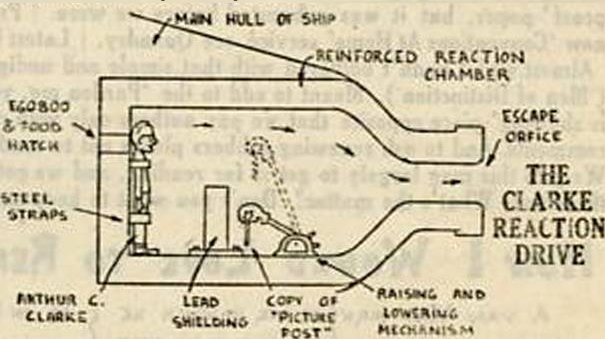 MAIN HULL OF SHIP
REINFORCED REACTION
CHAMBER
EGOBOO
& FOOD
HATCH
ESCAPE
ORFICE
STEEL
STRAPS
THE
CLARKE
REACTION
DRIVE
ARTHUR C.
CLARKE
LEAD
SHIELDING
COPY OF
"PICTURE
POST"
RAISING AND
LOWERING
MECHANISM